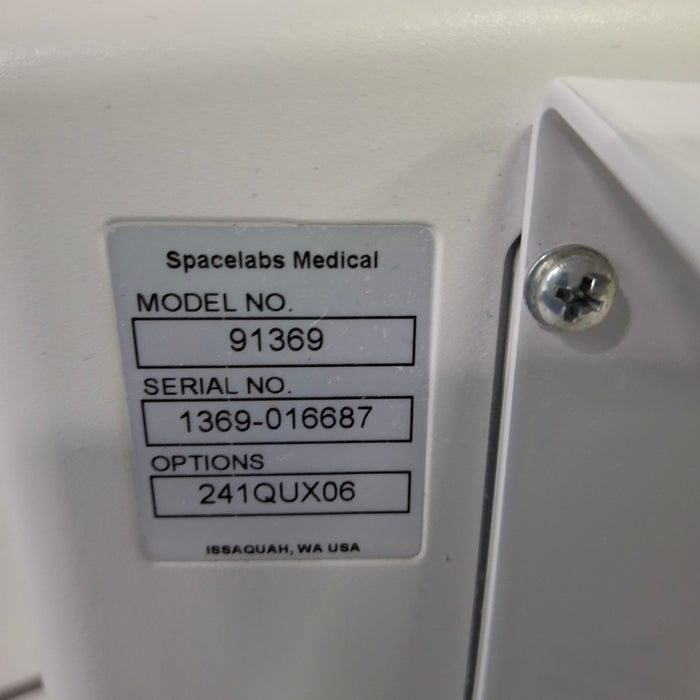 Spacelabs Medical
MODEL NO.
91369
SERIAL NO.
1369-016687
OPTIONS
241QUX06
ISSAQUAH, WA USA